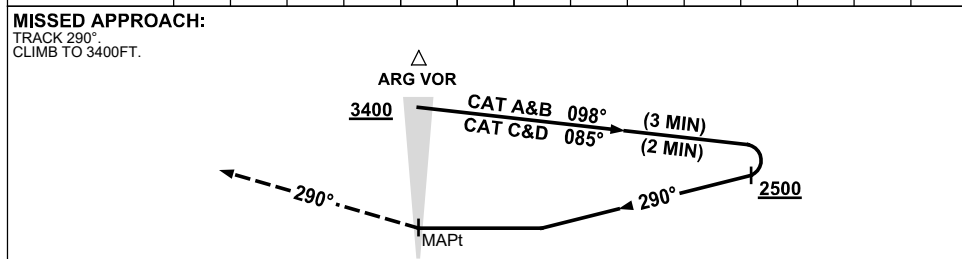 MISSED APPROACH:
TRACK 290°.
CLIMB TO 3400FT.
ARG VOR
3400
CAT A&B 098° (3 MIN)
CAT C&D 085° (2 MIN)
290°
290°
2500
MAPt